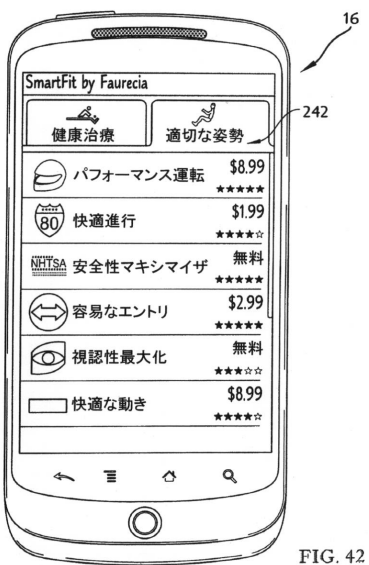 16
SmartFit by Faurecia
健康治療
適切な姿勢
242
パフォーマンス運転 $8.99
★★★★★
80 快適進行 $1.99
★★★★☆
NHTSA 安全性マキシマイザ 無料
★★★★★
容易なエントリ $2.99
★★★★★
視認性最大化 無料
★★★☆☆
快適な動き $8.99
★★★★☆
FIG. 42